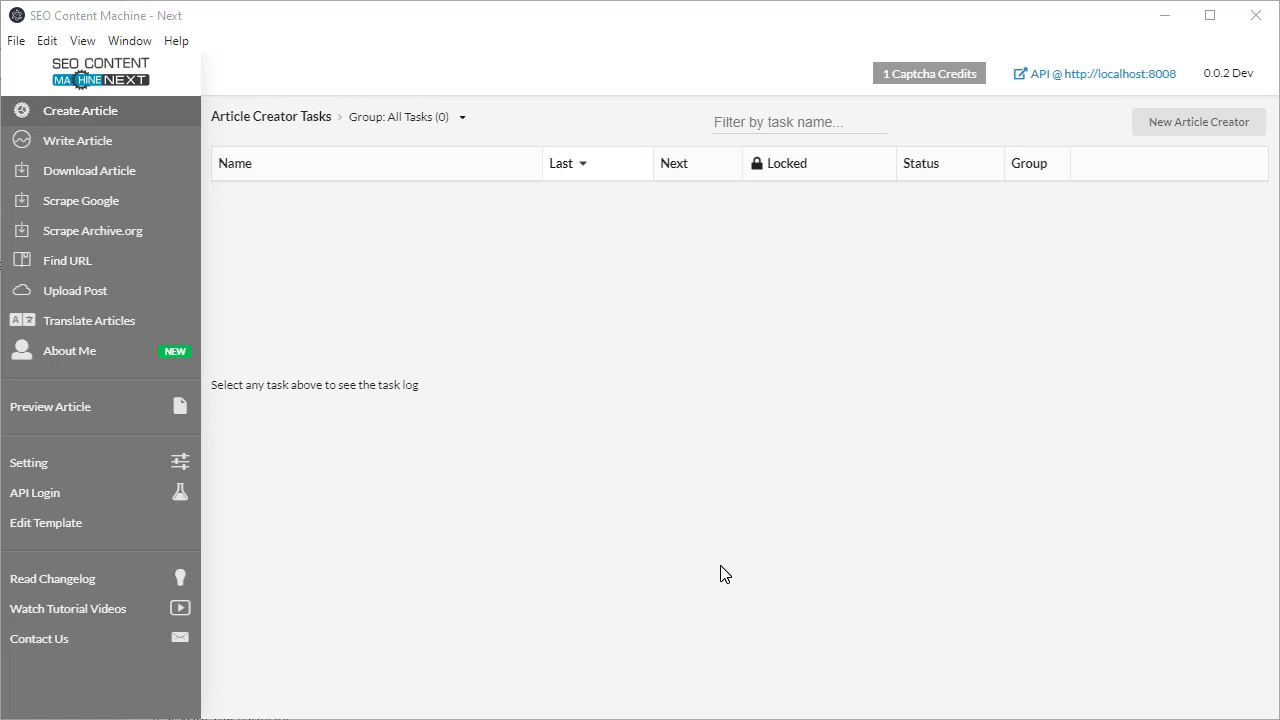 SEO Content Machine - Next
File Edit View Window Help
SEO CONTENT
MACHINE NEXT
1 Captcha Credits
API @ http://localhost:8008
0.0.2 Dev
Create Article
Write Article
Download Article
Scrape Google
Scrape Archive.org
Find URL
Upload Post
Translate Articles
About Me NEW
Preview Article
Setting
API Login
Edit Template
Read Changelog
Watch Tutorial Videos
Contact Us
Article Creator Tasks › Group: All Tasks (0)
Filter by task name...
New Article Creator
Name Last Next Locked Status Group
Select any task above to see the task log